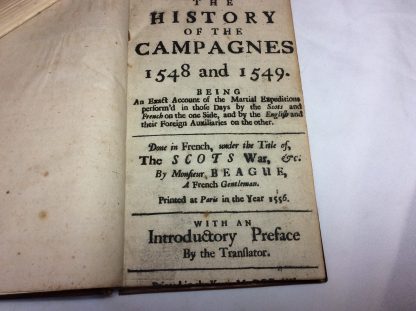 THE
HISTORY
OF THE
CAMPAGNES
1548 and 1549.
BEING
An Exact Account of the Martial Expeditions
perform'd in those Days by the Scots and
French on the one Side, and by the English and
their Foreign Auxiliaries on the other.
Done in French, under the Title of,
The SCOTS War, &c.
By Monsieur BEAGUE,
A French Gentleman.
Printed at Paris in the Year 1556.
WITH AN
Introductory Preface
By the Translator.